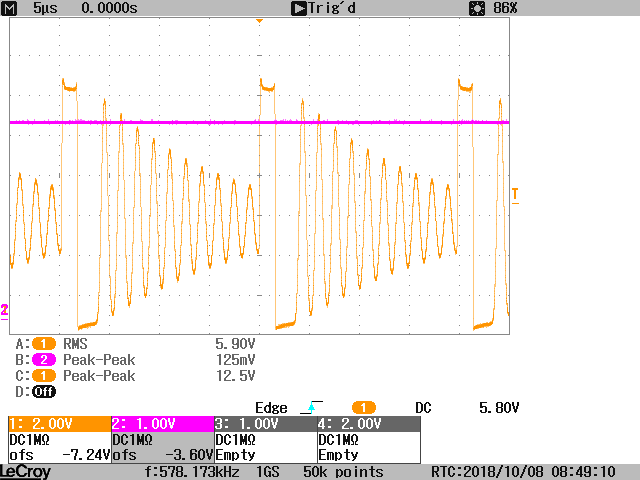 M 5µs 0.0000s Trig'd 86%
T
2
A: 1 RMS 5.90V
B: 2 Peak-Peak 125mV
C: 1 Peak-Peak 12.5V
D: Off
Edge 1 DC 5.80V
1: 2.00V 2: 1.00V 3: 1.00V 4: 2.00V
DC1MΩ DC1MΩ DC1MΩ DC1MΩ
ofs -7.24V ofs -3.60V Empty Empty
LeCroy f:578.173kHz 1GS 50k points RTC:2018/10/08 08:49:10